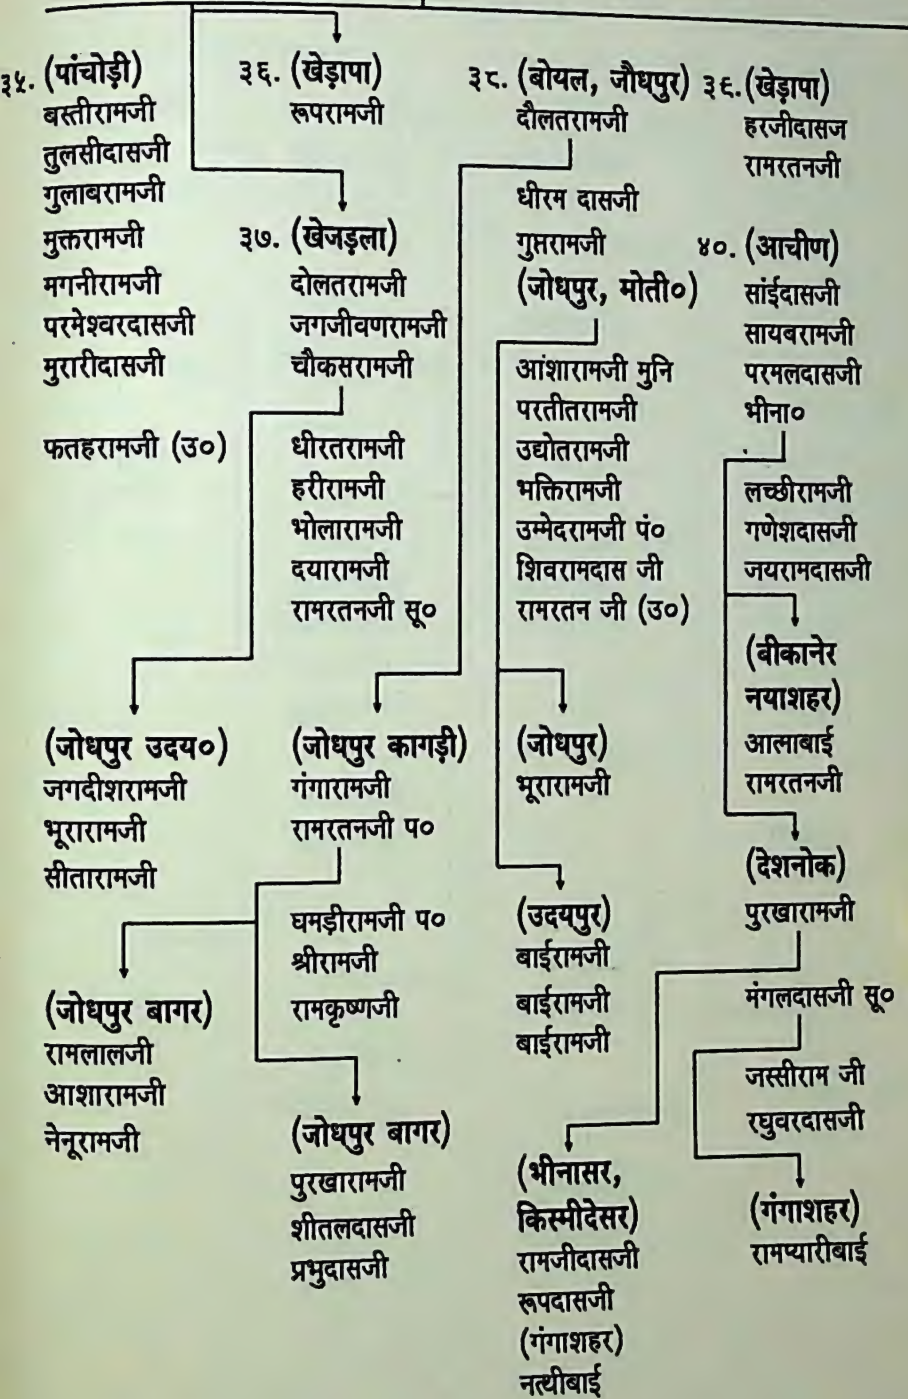 ३५. (पांचोड़ी)
बस्तीरामजी
तुलसीदासजी
गुलाबरामजी
मुक्तरामजी
मगनीरामजी
परमेश्वरदासजी
मुरारीदासजी
फतहरामजी (उ०)
३६. (खेड़ापा)
रूपरामजी
३७. (खेजड़ला)
दोलतरामजी
जगजीवणरामजी
चौकसरामजी
धीरतरामजी
हरीरामजी
भोलारामजी
दयारामजी
रामरतनजी सू०
(जोधपुर उदय०)
जगदीशरामजी
भूरारामजी
सीतारामजी
३८. (बोयल, जौधपुर)
दौलतरामजी
धीरम दासजी
गुप्तरामजी
(जोधपुर, मोती०)
आंशारामजी मुनि
परतीतरामजी
उद्योतरामजी
भक्तिरामजी
उम्मेदरामजी पं०
शिवरामदास जी
रामरतन जी (उ०)
(जोधपुर कागड़ी)
गंगारामजी
रामरतनजी प०
घमड़ीरामजी प०
श्रीरामजी
रामकृष्णजी
(जोधपुर बागर)
रामलालजी
आशारामजी
नेनूरामजी
(जोधपुर बागर)
पुरखारामजी
शीतलदासजी
प्रभुदासजी
(जोधपुर)
भूरारामजी
(उदयपुर)
बाईरामजी
बाईरामजी
बाईरामजी
३९. (खेड़ापा)
हरजीदासज
रामरतनजी
४०. (आचीण)
सांईदासजी
सायबरामजी
परमलदासजी
भीना०
लच्छीरामजी
गणेशदासजी
जयरामदासजी
(बीकानेर
नयाशहर)
आलाबाई
रामरतनजी
(देशनोक)
पुरखारामजी
मंगलदासजी सू०
जस्सीराम जी
रघुवरदासजी
(भीनासर,
किस्मीदेसर)
रामजीदासजी
रूपदासजी
(गंगाशहर)
नत्थीबाई
(गंगाशहर)
रामप्यारीबाई